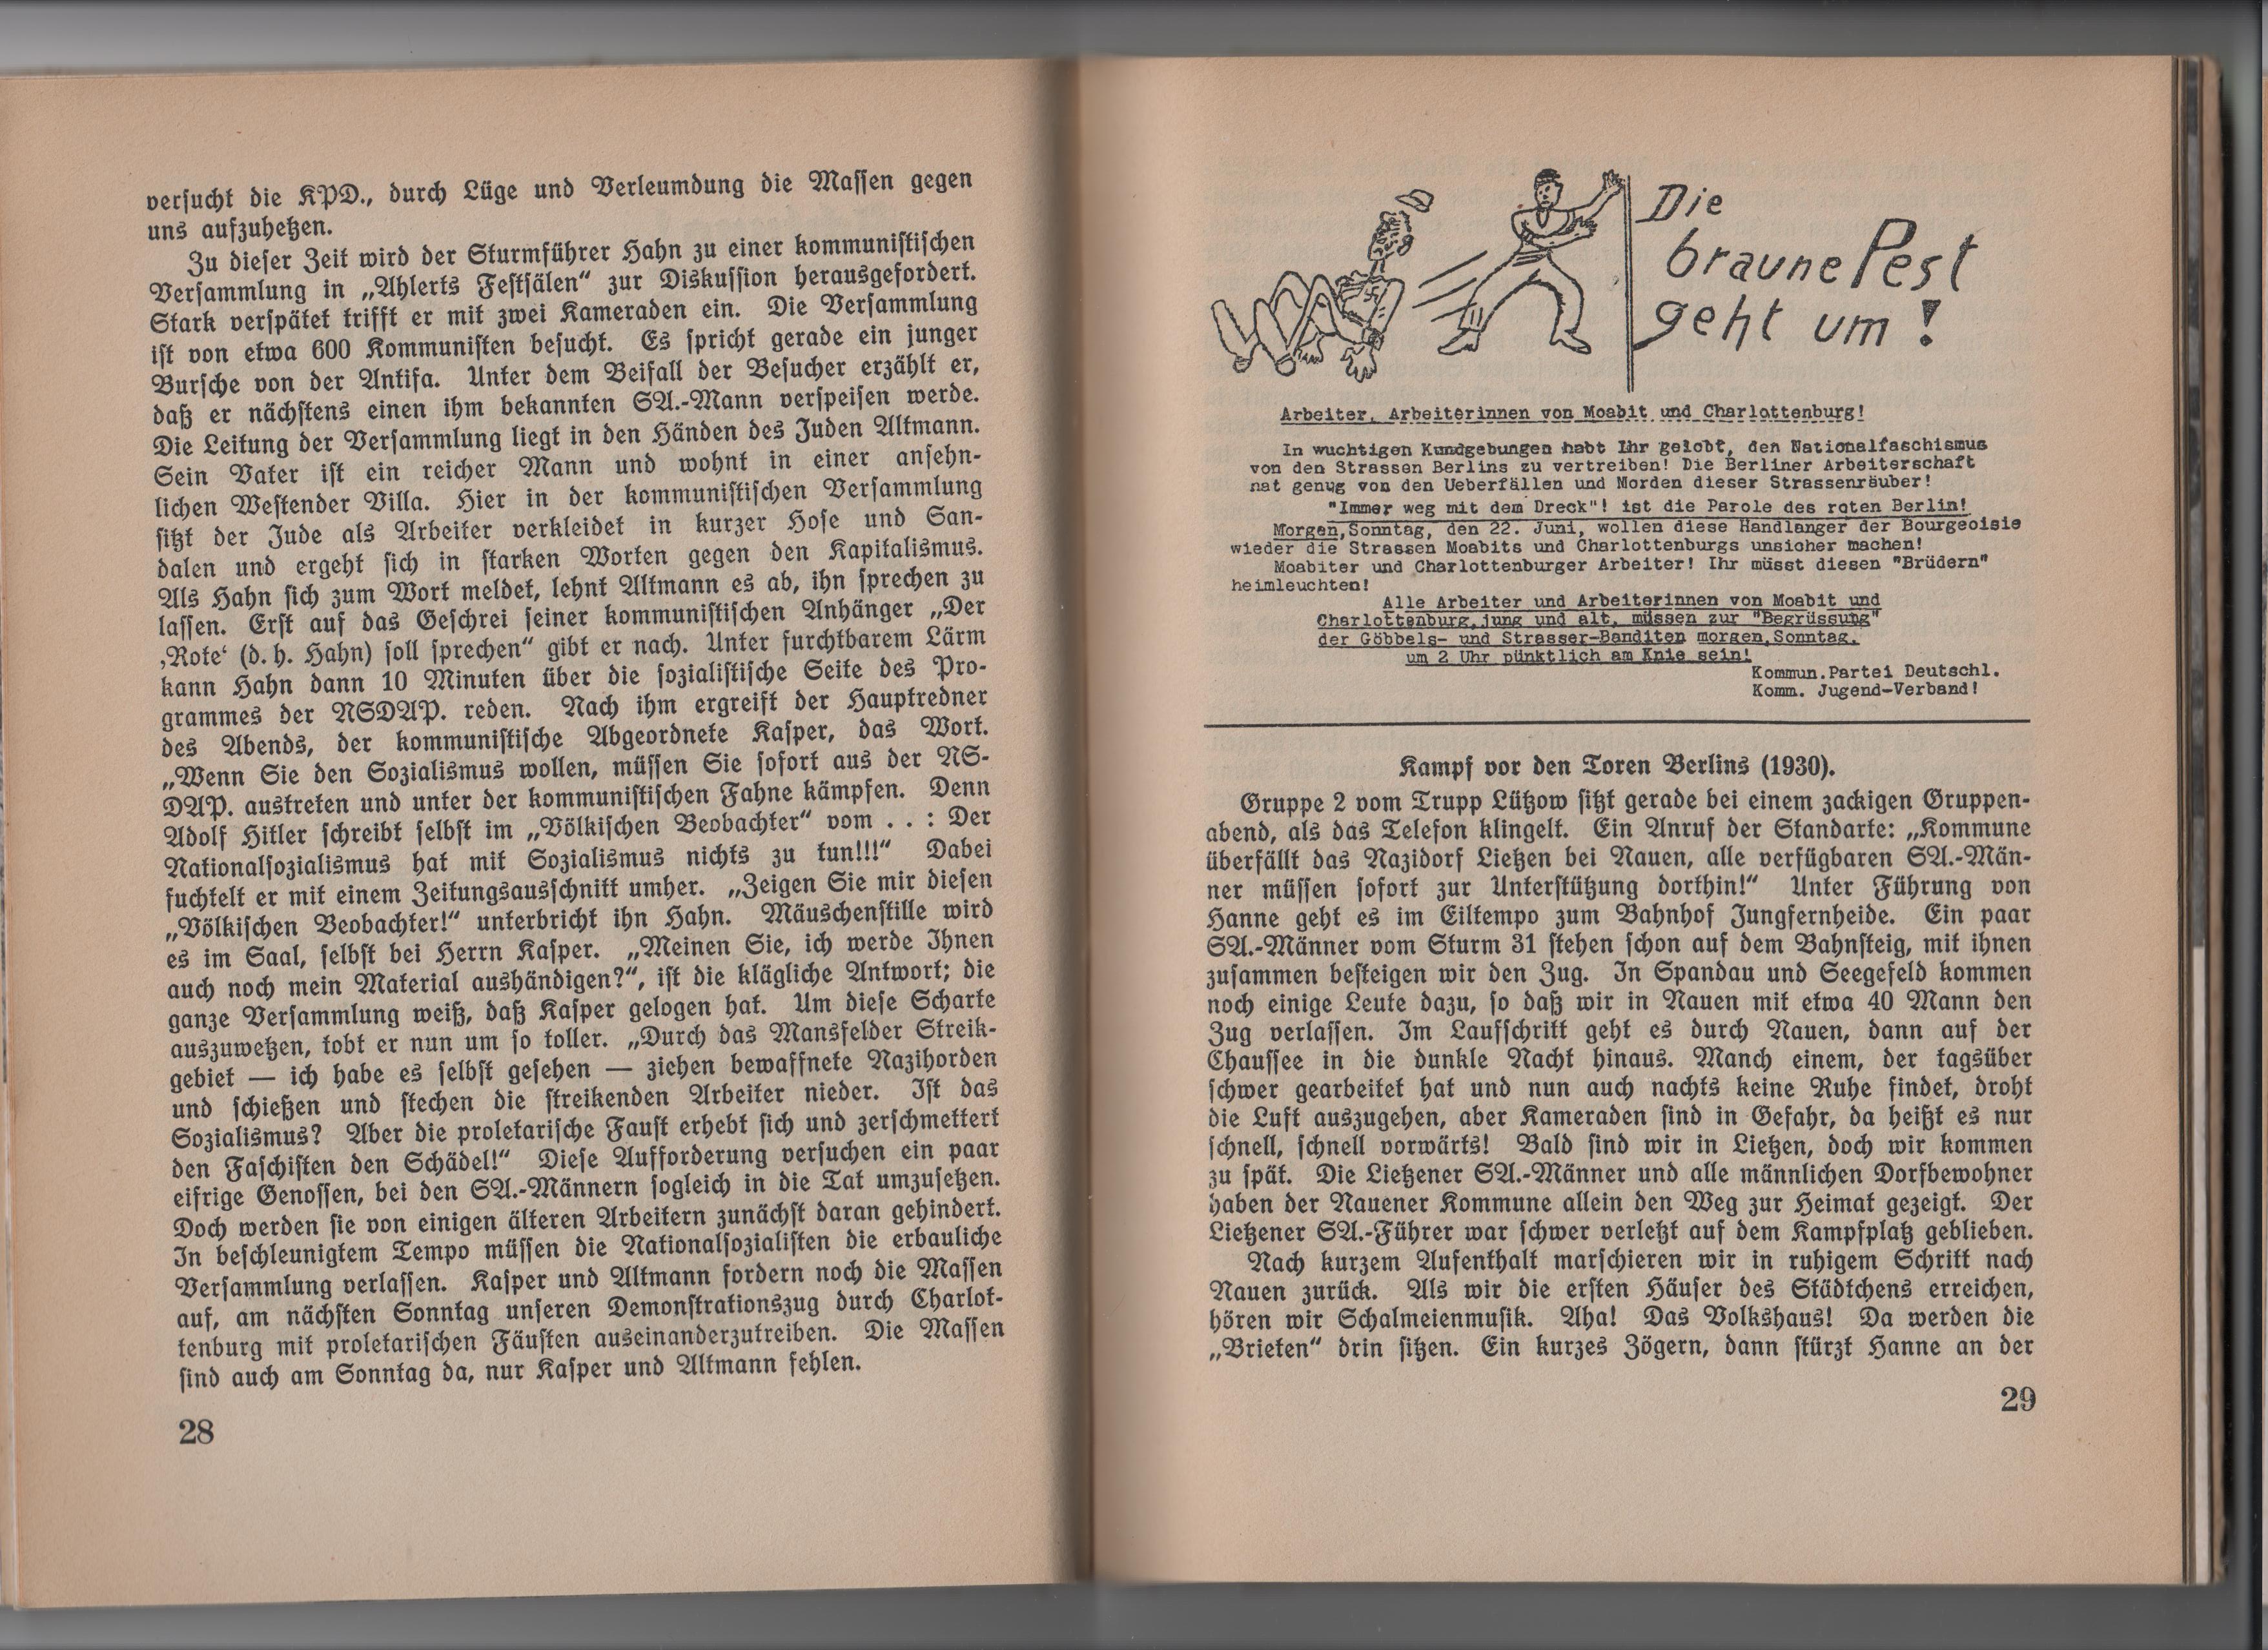 versucht die KPD., durch Lüge und Verleumdung die Massen gegen
uns aufzuhetzen.
Zu dieser Zeit wird der Sturmführer Hahn zu einer kommunistischen
Versammlung in „Ahlerts Festsälen“ zur Diskussion herausgefordert.
Stark verspätet trifft er mit zwei Kameraden ein. Die Versammlung
ist von etwa 600 Kommunisten besucht. Es spricht gerade ein junger
Bursche von der Antifa. Unter dem Beifall der Besucher erzählt er,
daß er nächstens einen ihm bekannten SA.-Mann verspeisen werde.
Die Leitung der Versammlung liegt in den Händen des Juden Altmann.
Sein Vater ist ein reicher Mann und wohnt in einer ansehn-
lichen Westender Villa. Hier in der kommunistischen Versammlung
sitzt der Jude als Arbeiter verkleidet in kurzer Hose und San-
dalen und ergeht sich in starken Worten gegen den Kapitalismus.
Als Hahn sich zum Wort meldet, lehnt Altmann es ab, ihn sprechen zu
lassen. Erst auf das Geschrei seiner kommunistischen Anhänger „Der
‚Rote‘ (d. h. Hahn) soll sprechen“ gibt er nach. Unter furchtbarem Lärm
kann Hahn dann 10 Minuten über die sozialistische Seite des Pro-
grammes der NSDAP. reden. Nach ihm ergreift der Hauptredner
des Abends, der kommunistische Abgeordnete Kasper, das Wort.
„Wenn Sie den Sozialismus wollen, müssen Sie sofort aus der NS-
DAP. austreten und unter der kommunistischen Fahne kämpfen. Denn
Adolf Hitler schreibt selbst im „Völkischen Beobachter“ vom . . : Der
Nationalsozialismus hat mit Sozialismus nichts zu tun!!!“ Dabei
fuchtelt er mit einem Zeitungsausschnitt umher. „Zeigen Sie mir diesen
„Völkischen Beobachter!“ unterbricht ihn Hahn. Mäuschenstille wird
es im Saal, selbst bei Herrn Kasper. „Meinen Sie, ich werde Ihnen
auch noch mein Material aushändigen?“, ist die klägliche Antwort; die
ganze Versammlung weiß, daß Kasper gelogen hat. Um diese Scharte
auszuwetzen, tobt er nun um so toller. „Durch das Mansfelder Streik-
gebiet — ich habe es selbst gesehen — ziehen bewaffnete Nazihorden
und schießen und stechen die streikenden Arbeiter nieder. Ist das
Sozialismus? Aber die proletarische Faust erhebt sich und zerschmettert
den Faschisten den Schädel!“ Diese Aufforderung versuchen ein paar
eifrige Genossen, bei den SA.-Männern sogleich in die Tat umzusetzen.
Doch werden sie von einigen älteren Arbeitern zunächst daran gehindert.
In beschleunigtem Tempo müssen die Nationalsozialisten die erbauliche
Versammlung verlassen. Kasper und Altmann fordern noch die Massen
auf, am nächsten Sonntag unseren Demonstrationszug durch Charlot-
tenburg mit proletarischen Fäusten auseinanderzutreiben. Die Massen
sind auch am Sonntag da, nur Kasper und Altmann fehlen.
28
Die
braune Pest
geht um!
Arbeiter, Arbeiterinnen von Moabit und Charlottenburg!
In wuchtigen Kundgebungen habt Ihr gelobt, den Nationalfaschismus
von den Strassen Berlins zu vertreiben! Die Berliner Arbeiterschaft
hat genug von den Ueberfällen und Morden dieser Strassenräuber!
"Immer weg mit dem Dreck"! ist die Parole des roten Berlin!
Morgen, Sonntag, den 22. Juni, wollen diese Handlanger der Bourgeoisie
wieder die Strassen Moabits und Charlottenburgs unsicher machen!
Moabiter und Charlottenburger Arbeiter! Ihr müsst diesen "Brüdern"
heimleuchten!
Alle Arbeiter und Arbeiterinnen von Moabit und
Charlottenburg, jung und alt, müssen zur "Begrüssung"
der Göbbels- und Strasser-Banditen morgen, Sonntag,
um 2 Uhr pünktlich am Knie sein!
Kommun. Partei Deutschl.
Komm. Jugend-Verband!
Kampf vor den Toren Berlins (1930).
Gruppe 2 vom Trupp Lützow sitzt gerade bei einem zackigen Gruppen-
abend, als das Telefon klingelt. Ein Anruf der Standarte: „Kommune
überfällt das Nazidorf Lietzen bei Nauen, alle verfügbaren SA.-Män-
ner müssen sofort zur Unterstützung dorthin!“ Unter Führung von
Hanne geht es im Eiltempo zum Bahnhof Jungfernheide. Ein paar
SA.-Männer vom Sturm 31 stehen schon auf dem Bahnsteig, mit ihnen
zusammen besteigen wir den Zug. In Spandau und Seegefeld kommen
noch einige Leute dazu, so daß wir in Nauen mit etwa 40 Mann den
Zug verlassen. Im Laufschritt geht es durch Nauen, dann auf der
Chaussee in die dunkle Nacht hinaus. Manch einem, der tagsüber
schwer gearbeitet hat und nun auch nachts keine Ruhe findet, droht
die Luft auszugehen, aber Kameraden sind in Gefahr, da heißt es nur
schnell, schnell vorwärts! Bald sind wir in Lietzen, doch wir kommen
zu spät. Die Lietzener SA.-Männer und alle männlichen Dorfbewohner
haben der Nauener Kommune allein den Weg zur Heimat gezeigt. Der
Lietzener SA.-Führer war schwer verletzt auf dem Kampfplatz geblieben.
Nach kurzem Aufenthalt marschieren wir in ruhigem Schritt nach
Nauen zurück. Als wir die ersten Häuser des Städtchens erreichen,
hören wir Schalmeienmusik. Aha! Das Volkshaus! Da werden die
„Brieten“ drin sitzen. Ein kurzes Zögern, dann stürzt Hanne an der
29